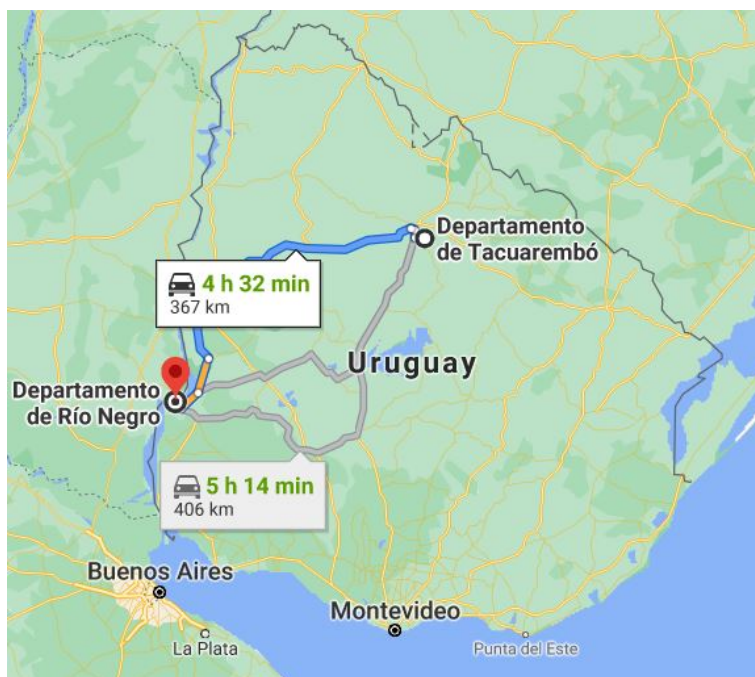 Departamento
de Tacuarembó
4 h 32 min
367 km
Uruguay
Departamento
de Río Negro
5 h 14 min
406 km
Buenos Aires
La Plata
Montevideo
Punta del Este